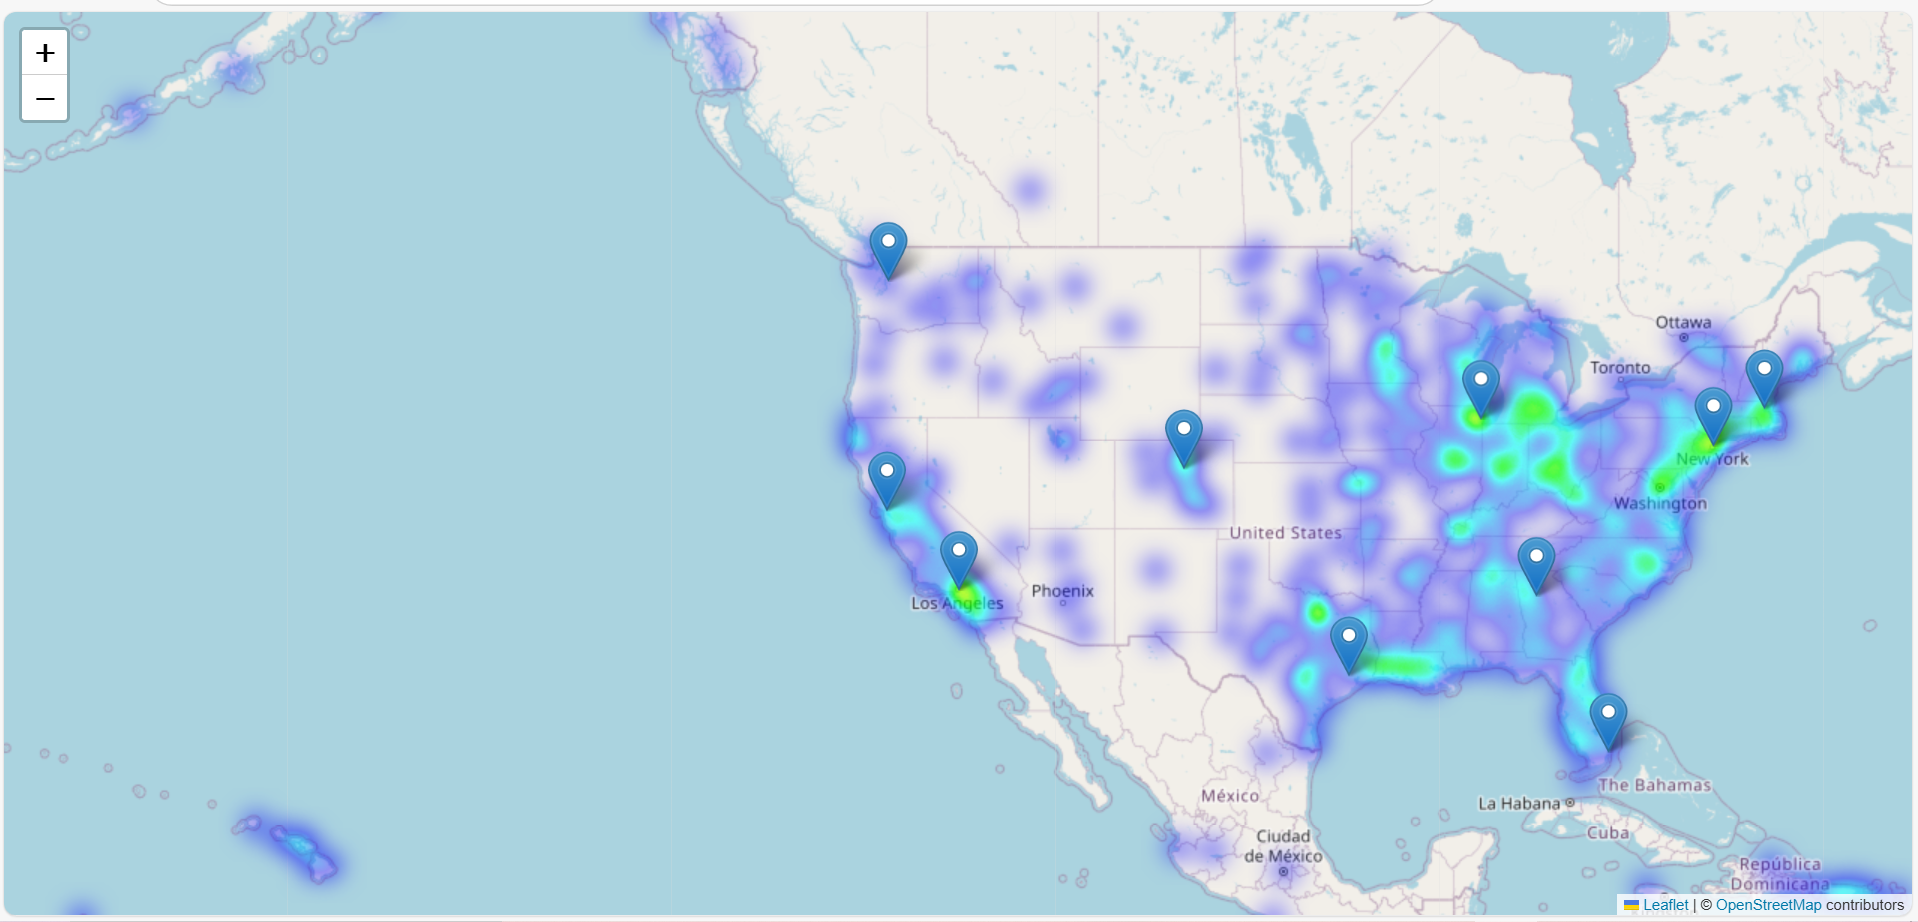 +
−
Ottawa
Toronto
New York
Washington
United States
Phoenix
Los Angeles
The Bahamas
México
La Habana
Cuba
Ciudad
de México
República
Dominicana
Leaflet | © OpenStreetMap contributors